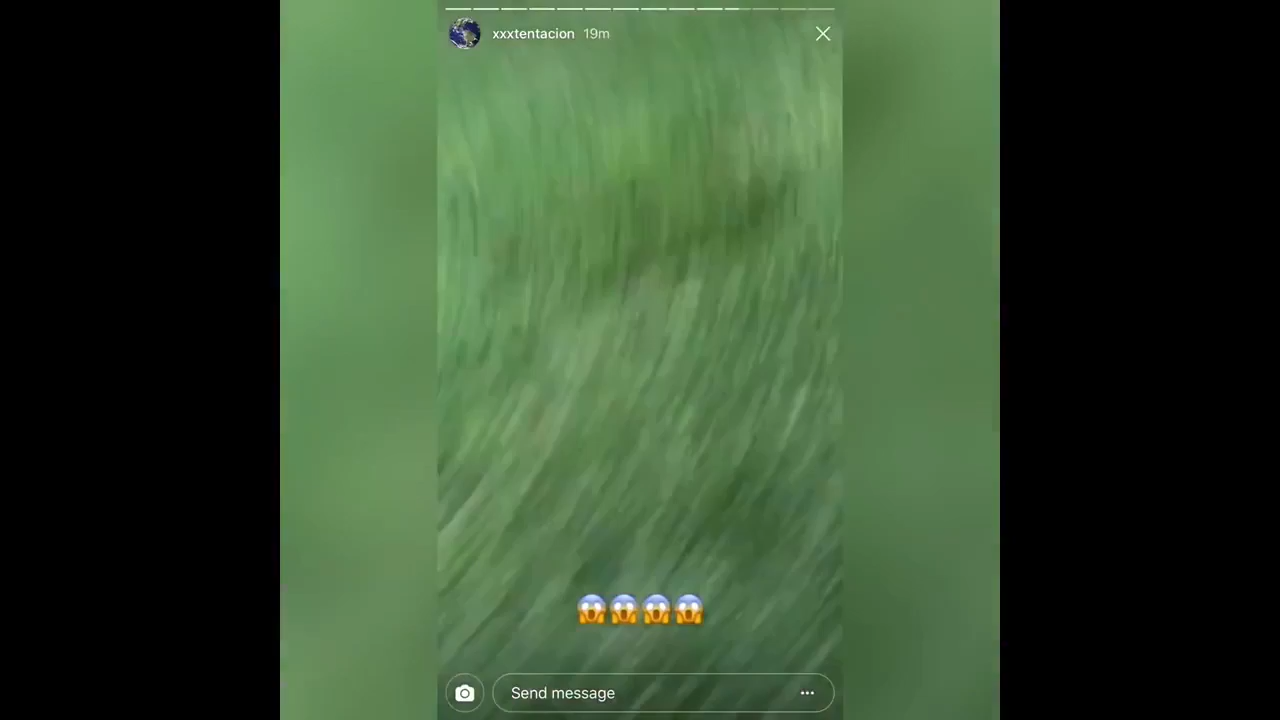 xxxtentacion 19m
😱😱😱😱
Send message